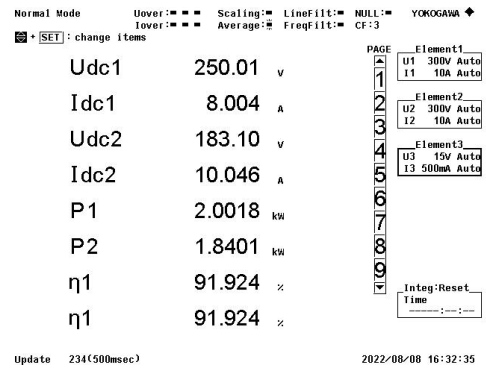 Normal Mode Uover: Scaling: LineFilt: NULL: YOKOGAWA
Iover: Average: FreqFilt: CF:3
+ SET : change items
PAGE
1
2
3
4
5
6
7
8
9
Udc1 250.01 V
Idc1 8.004 A
Udc2 183.10 V
Idc2 10.046 A
P1 2.0018 kW
P2 1.8401 kW
η1 91.924 %
η1 91.924 %
Element1
U1 300V Auto
I1 10A Auto
Element2
U2 300V Auto
I2 10A Auto
Element3
U3 15V Auto
I3 500mA Auto
Integ:Reset
Time
-----:--:--
Update 234(500msec) 2022/08/08 16:32:35